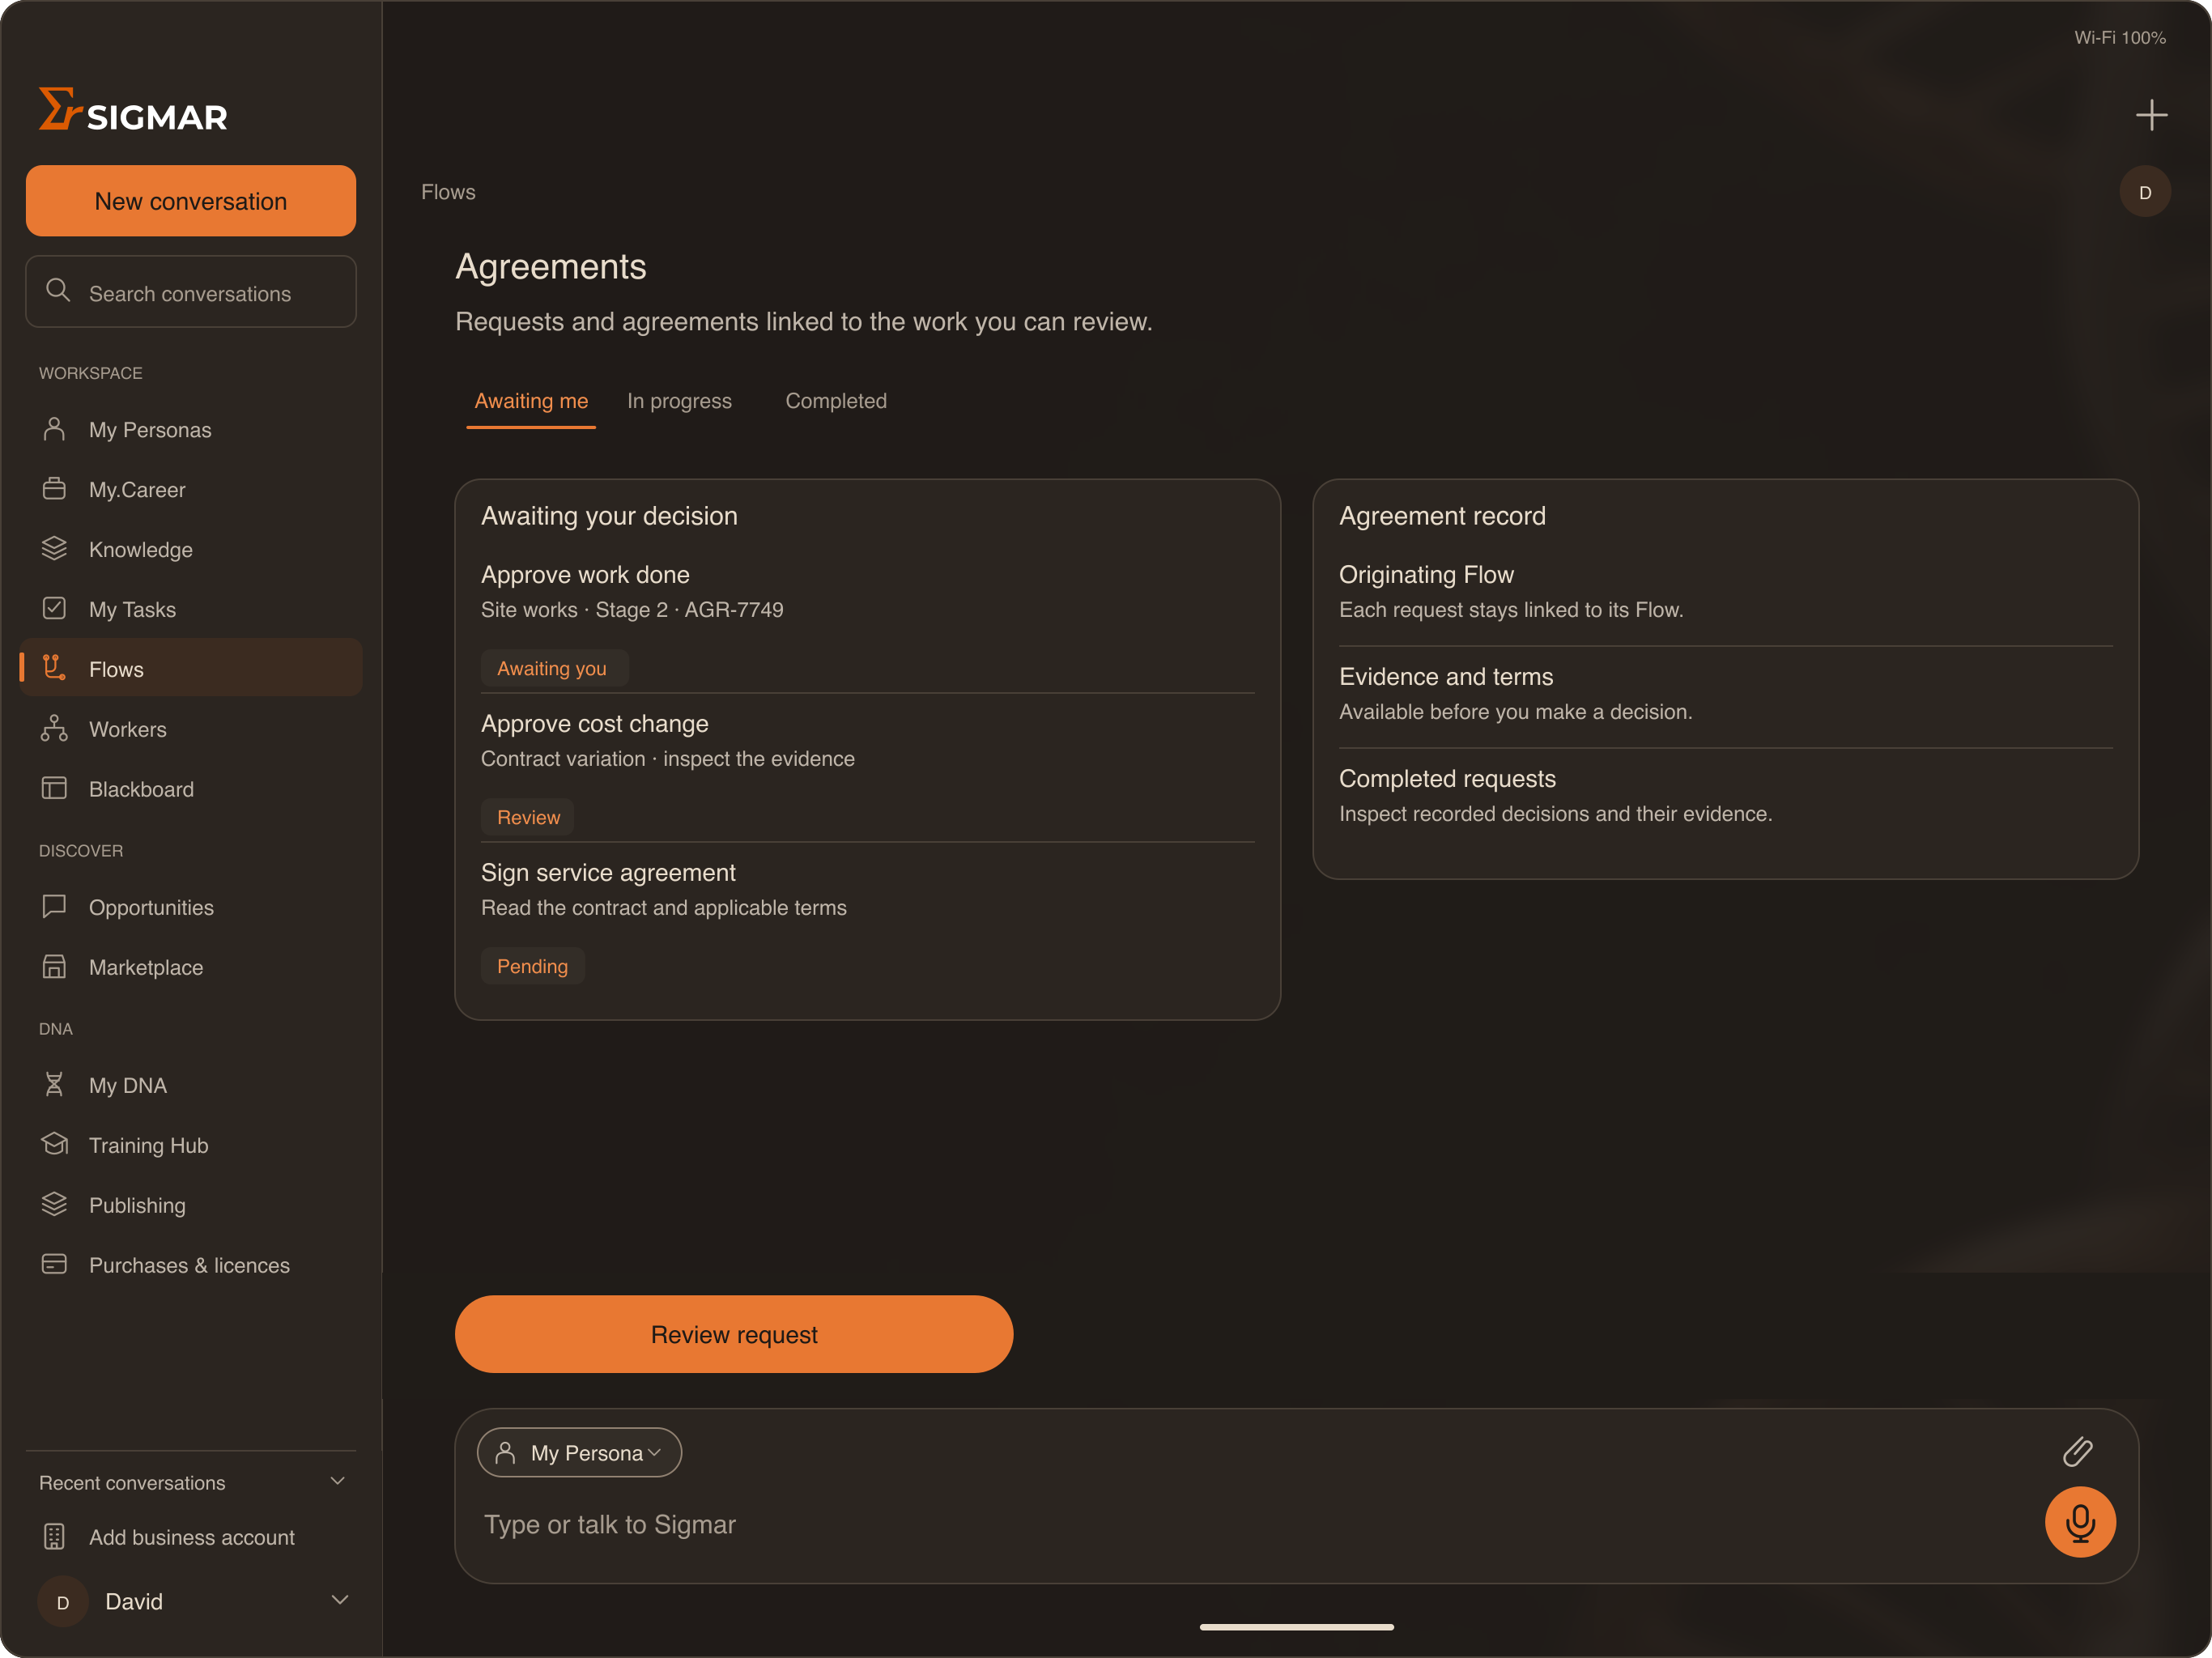 Wi-Fi 100%
Σr SIGMAR
New conversation
Search conversations
WORKSPACE
My Personas
My.Career
Knowledge
My Tasks
Flows
Workers
Blackboard
DISCOVER
Opportunities
Marketplace
DNA
My DNA
Training Hub
Publishing
Purchases & licences
Recent conversations
Add business account
D David
Flows
D
Agreements
Requests and agreements linked to the work you can review.
Awaiting me In progress Completed
Awaiting your decision
Approve work done
Site works · Stage 2 · AGR-7749
Awaiting you
Approve cost change
Contract variation · inspect the evidence
Review
Sign service agreement
Read the contract and applicable terms
Pending
Agreement record
Originating Flow
Each request stays linked to its Flow.
Evidence and terms
Available before you make a decision.
Completed requests
Inspect recorded decisions and their evidence.
Review request
My Persona
Type or talk to Sigmar